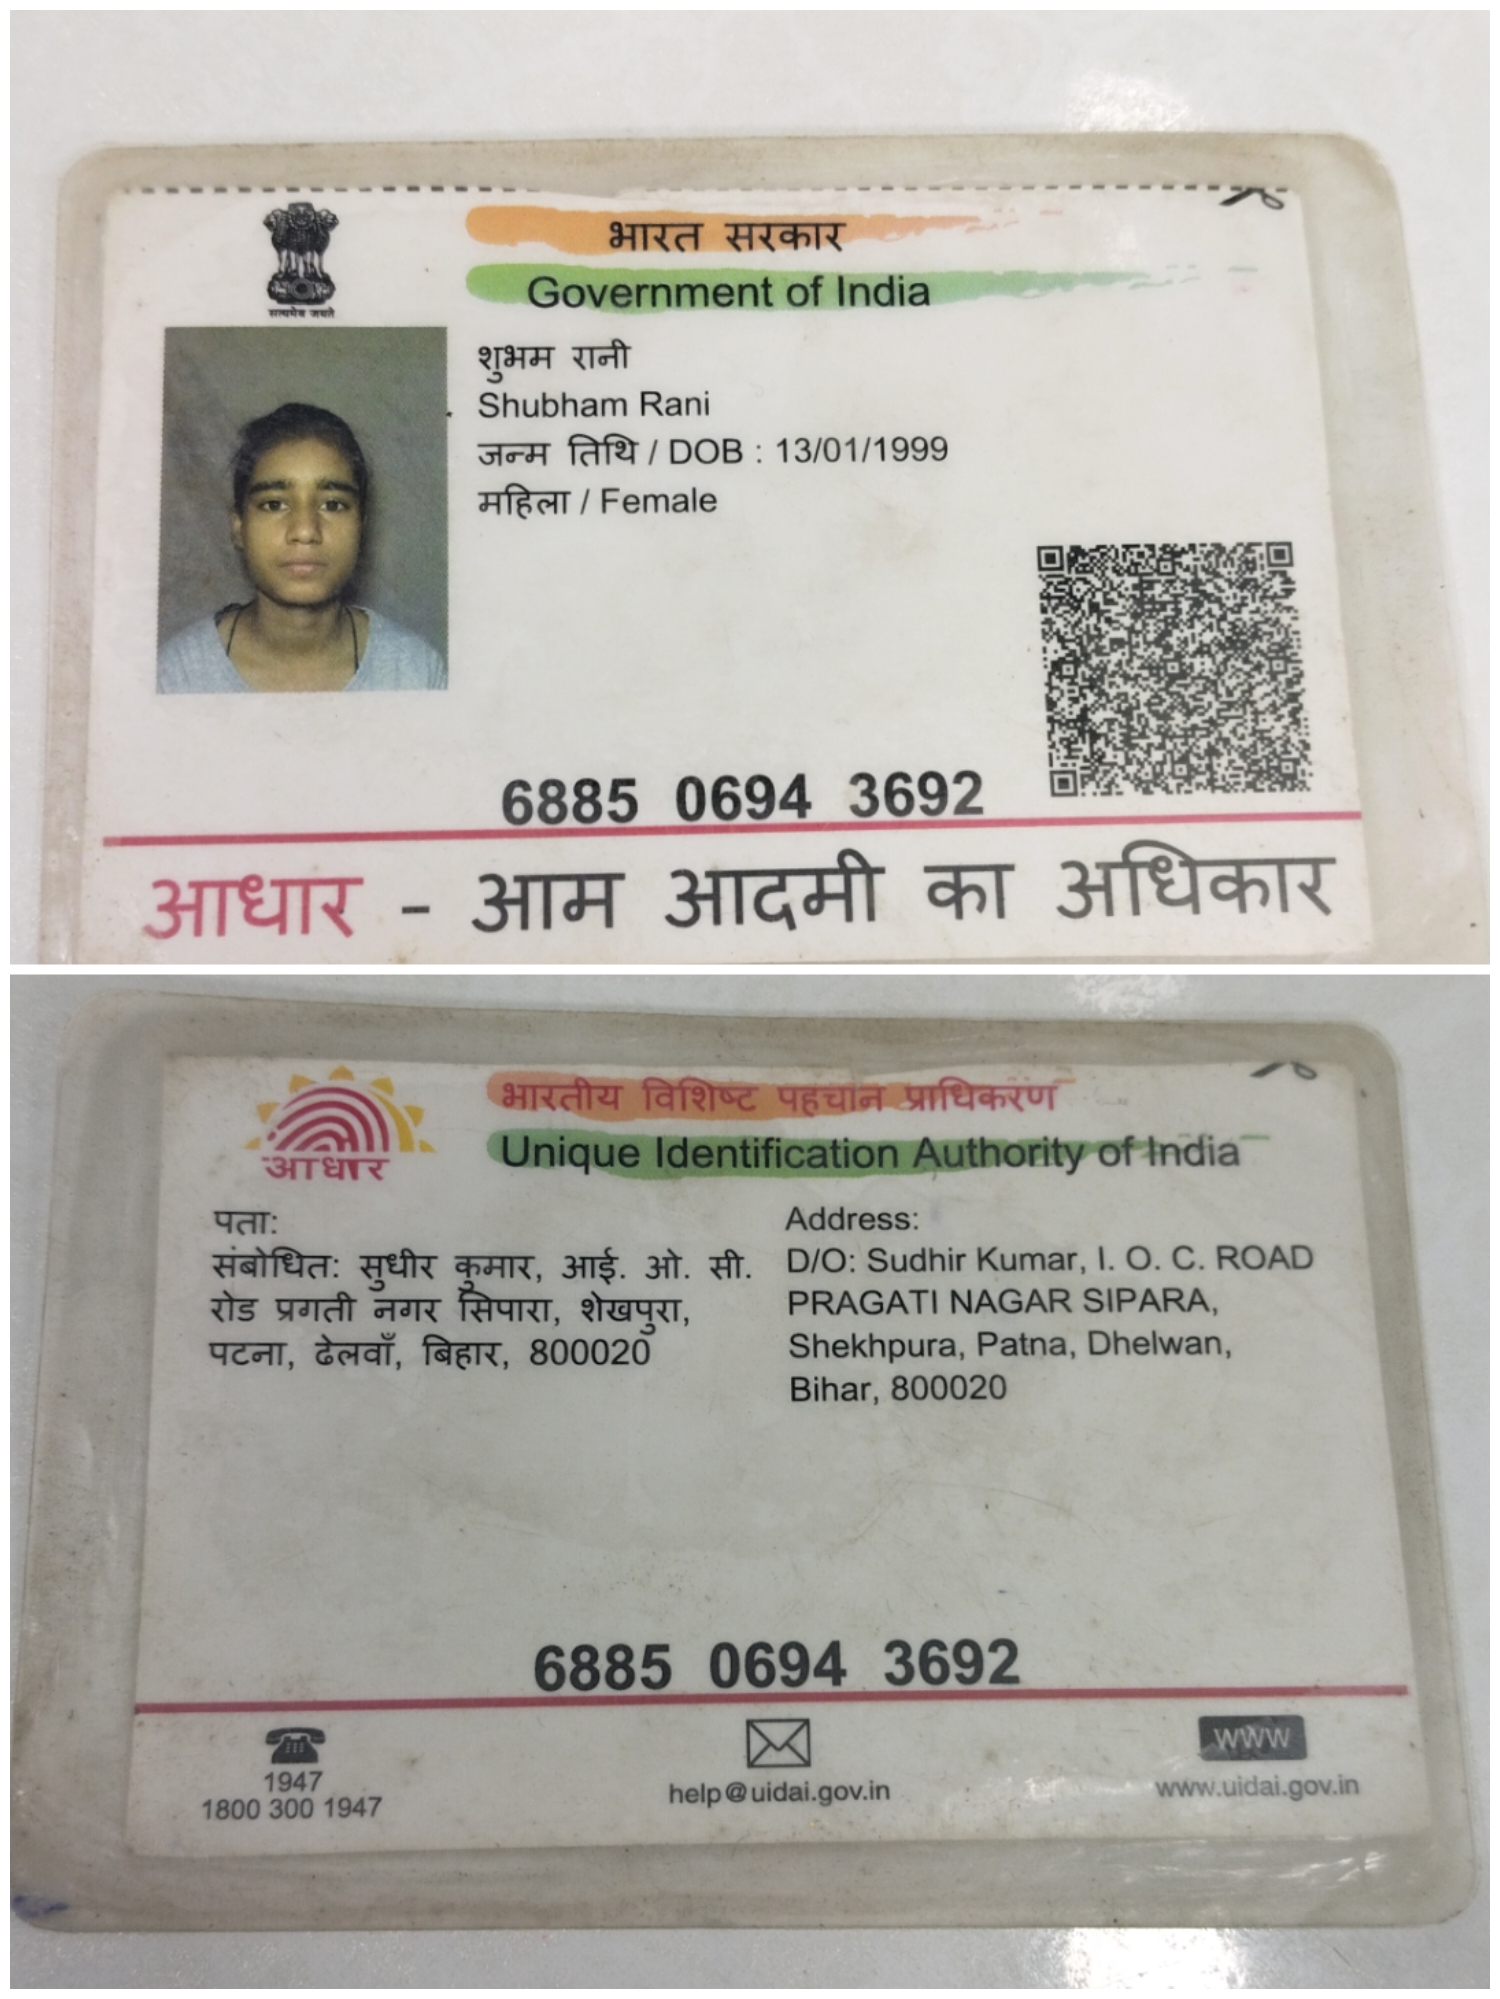 सत्यमेव जयते
भारत सरकार
Government of India
शुभम रानी
Shubham Rani
जन्म तिथि / DOB : 13/01/1999
महिला / Female
6885 0694 3692
आधार - आम आदमी का अधिकार
आधार
भारतीय विशिष्ट पहचान प्राधिकरण
Unique Identification Authority of India
पता:
संबोधित: सुधीर कुमार, आई. ओ. सी.
रोड प्रगती नगर सिपारा, शेखपुरा,
पटना, ढेलवाँ, बिहार, 800020
Address:
D/O: Sudhir Kumar, I. O. C. ROAD
PRAGATI NAGAR SIPARA,
Shekhpura, Patna, Dhelwan,
Bihar, 800020
6885 0694 3692
1947
1800 300 1947
help@uidai.gov.in
WWW
www.uidai.gov.in